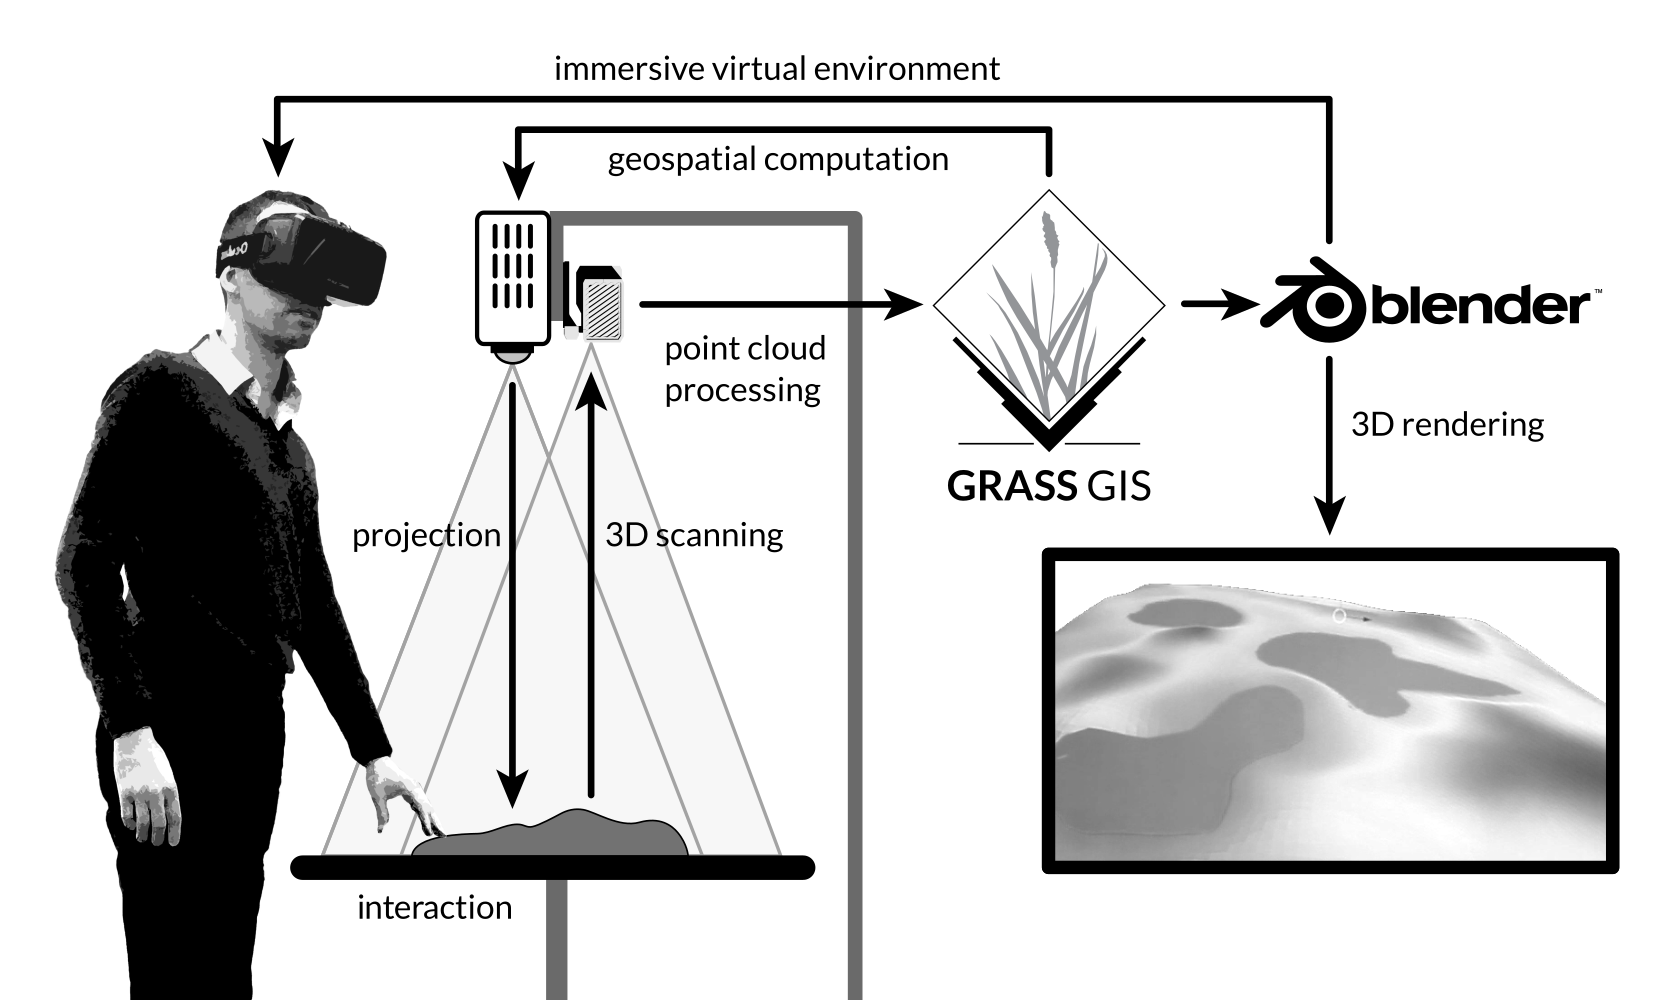 immersive virtual environment
geospatial computation
point cloud
processing
blender™
3D rendering
GRASS GIS
projection
3D scanning
interaction